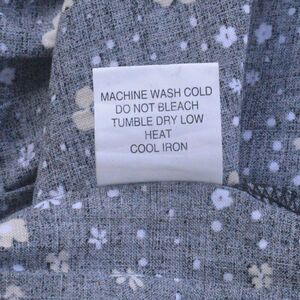 MACHINE WASH COLD
DO NOT BLEACH
TUMBLE DRY LOW
HEAT
COOL IRON